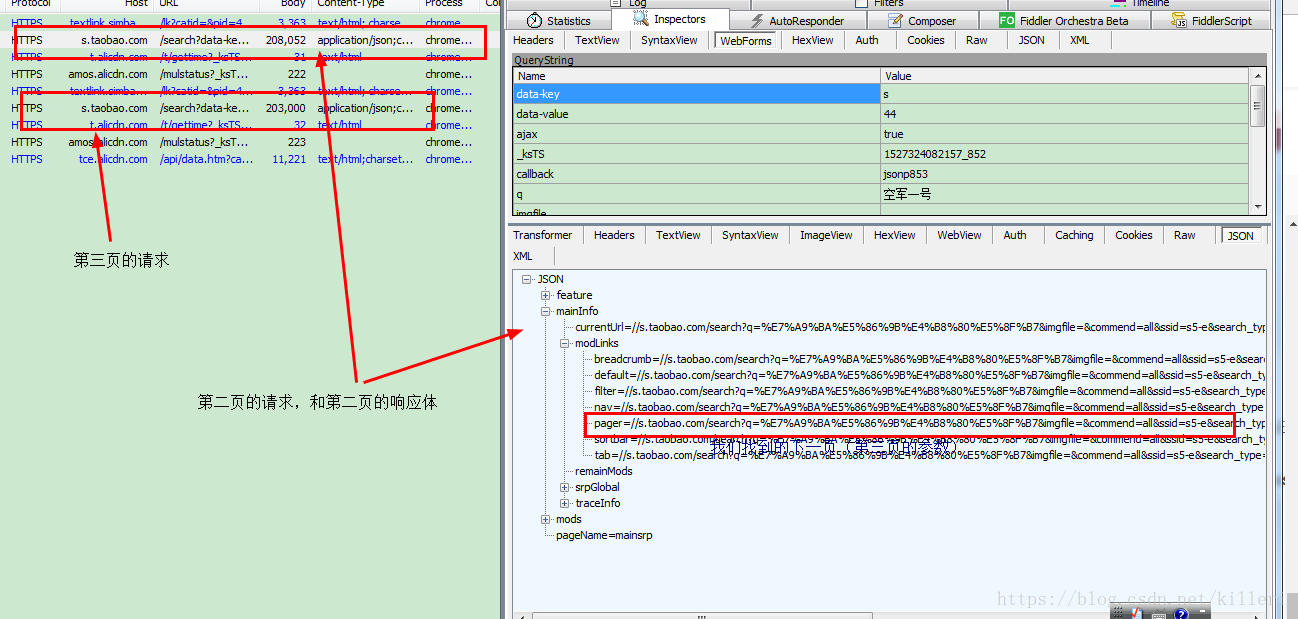 Protocol Host URL Body Content-Type Process
HTTPS textlink.simba... /lk?catid=&pid=4... 3,363 text/html; charse... chrome...
HTTPS s.taobao.com /search?data-ke... 208,052 application/json;c... chrome...
HTTPS t.alicdn.com /t/gettime?_ksTS... 31 text/html chrome...
HTTPS amos.alicdn.com /mulstatus?_ksT... 222 chrome...
HTTPS textlink.simba... /lk?catid=&pid=4... 3,363 text/html; charse... chrome...
HTTPS s.taobao.com /search?data-ke... 203,000 application/json;c... chrome...
HTTPS t.alicdn.com /t/gettime?_ksTS... 32 text/html chrome...
HTTPS amos.alicdn.com /mulstatus?_ksT... 223 chrome...
HTTPS tce.alicdn.com /api/data.htm?ca... 11,221 text/html;charset... chrome...
第三页的请求
第二页的请求，和第二页的响应体
Log Filters Timeline
Statistics Inspectors AutoResponder Composer FO Fiddler Orchestra Beta FiddlerScript
Headers TextView SyntaxView WebForms HexView Auth Cookies Raw JSON XML
QueryString
Name Value
data-key s
data-value 44
ajax true
_ksTS 1527324082157_852
callback jsonp853
q 空军一号
imgfile
Transformer Headers TextView SyntaxView ImageView HexView WebView Auth Caching Cookies Raw JSON
XML
JSON
feature
mainInfo
currentUrl=//s.taobao.com/search?q=%E7%A9%BA%E5%86%9B%E4%B8%80%E5%8F%B7&imgfile=&commend=all&ssid=s5-e&search_typ
modLinks
breadcrumb=//s.taobao.com/search?q=%E7%A9%BA%E5%86%9B%E4%B8%80%E5%8F%B7&imgfile=&commend=all&ssid=s5-e&searc
default=//s.taobao.com/search?q=%E7%A9%BA%E5%86%9B%E4%B8%80%E5%8F%B7&imgfile=&commend=all&ssid=s5-e&search_ty
filter=//s.taobao.com/search?q=%E7%A9%BA%E5%86%9B%E4%B8%80%E5%8F%B7&imgfile=&commend=all&ssid=s5-e&search_type
nav=//s.taobao.com/search?q=%E7%A9%BA%E5%86%9B%E4%B8%80%E5%8F%B7&imgfile=&commend=all&ssid=s5-e&search_type
pager=//s.taobao.com/search?q=%E7%A9%BA%E5%86%9B%E4%B8%80%E5%8F%B7&imgfile=&commend=all&ssid=s5-e&search_typ
sortbar=//s.taobao.com/search?q=%E7%A9%BA%E5%86%9B%E4%B8%80%E5%8F%B7&imgfile=&commend=all&ssid=s5-e&search_ty
我们找到的下一页（第三页的参数）
tab=//s.taobao.com/search?q=%E7%A9%BA%E5%86%9B%E4%B8%80%E5%8F%B7&imgfile=&commend=all&ssid=s5-e&search_type=
remainMods
srpGlobal
traceInfo
mods
pageName=mainsrp
https://blog.csdn.net/killer